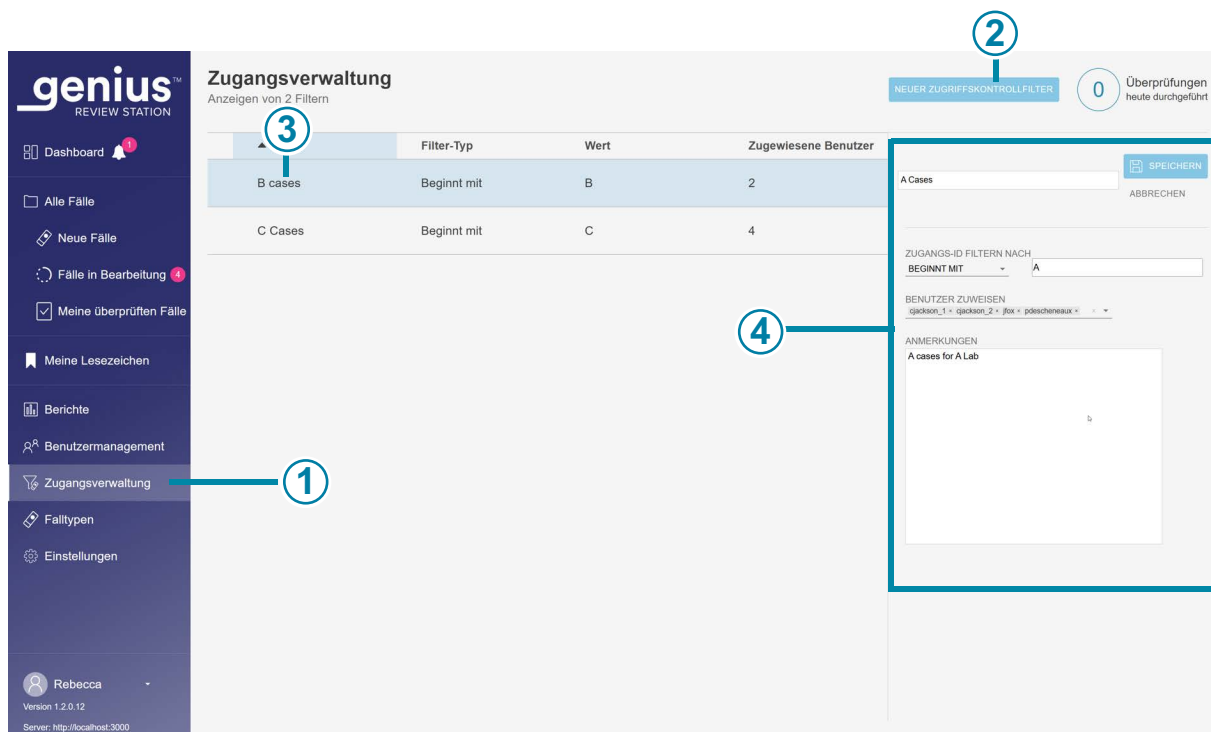 2
genius™
REVIEW STATION
Zugangsverwaltung
Anzeigen von 2 Filtern
NEUER ZUGRIFFSKONTROLLFILTER
0
Überprüfungen
heute durchgeführt
3
Dashboard 1
Filter-Typ Wert Zugewiesene Benutzer
B cases Beginnt mit B 2
C Cases Beginnt mit C 4
A Cases
SPEICHERN
ABBRECHEN
Alle Fälle
Neue Fälle
Fälle in Bearbeitung 4
Meine überprüften Fälle
Meine Lesezeichen
Berichte
Benutzermanagement
Zugangsverwaltung
Falltypen
Einstellungen
1
ZUGANGS-ID FILTERN NACH
BEGINNT MIT A
BENUTZER ZUWEISEN
cjackson_1 × cjackson_2 × jfox × pdescheneaux × ×
4
ANMERKUNGEN
A cases for A Lab
Rebecca
Version 1.2.0.12
Server: http://localhost:3000